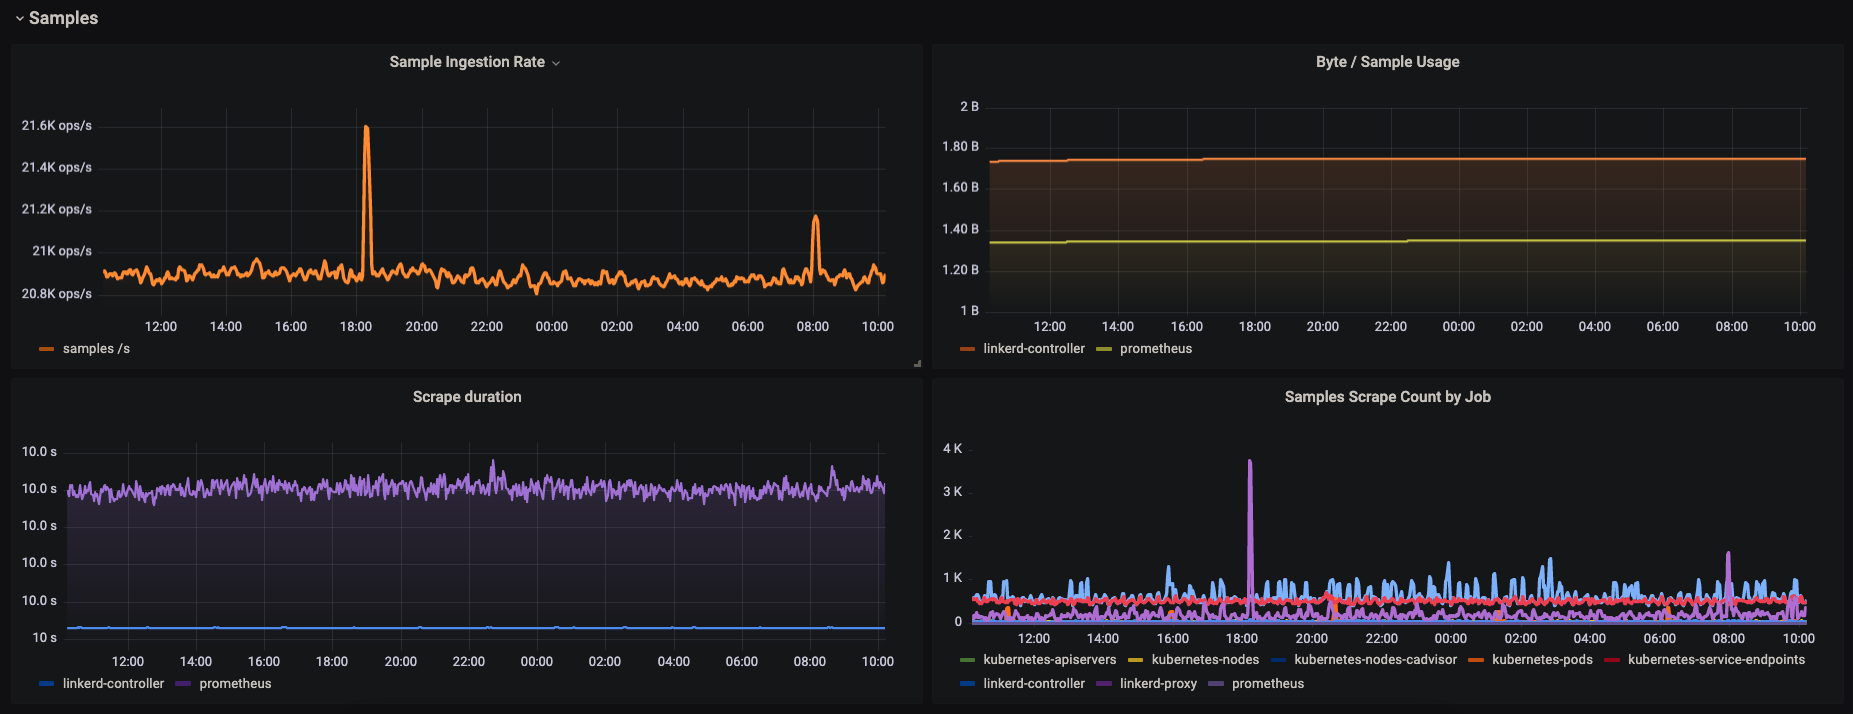 Samples
Sample Ingestion Rate
21.6K ops/s
21.4K ops/s
21.2K ops/s
21K ops/s
20.8K ops/s
12:00 14:00 16:00 18:00 20:00 22:00 00:00 02:00 04:00 06:00 08:00 10:00
samples /s
Byte / Sample Usage
2 B
1.80 B
1.60 B
1.40 B
1.20 B
1 B
12:00 14:00 16:00 18:00 20:00 22:00 00:00 02:00 04:00 06:00 08:00 10:00
linkerd-controller prometheus
Scrape duration
10.0 s
10.0 s
10.0 s
10.0 s
10.0 s
10 s
12:00 14:00 16:00 18:00 20:00 22:00 00:00 02:00 04:00 06:00 08:00 10:00
linkerd-controller prometheus
Samples Scrape Count by Job
4 K
3 K
2 K
1 K
0
12:00 14:00 16:00 18:00 20:00 22:00 00:00 02:00 04:00 06:00 08:00 10:00
kubernetes-apiservers kubernetes-nodes kubernetes-nodes-cadvisor kubernetes-pods kubernetes-service-endpoints
linkerd-controller linkerd-proxy prometheus